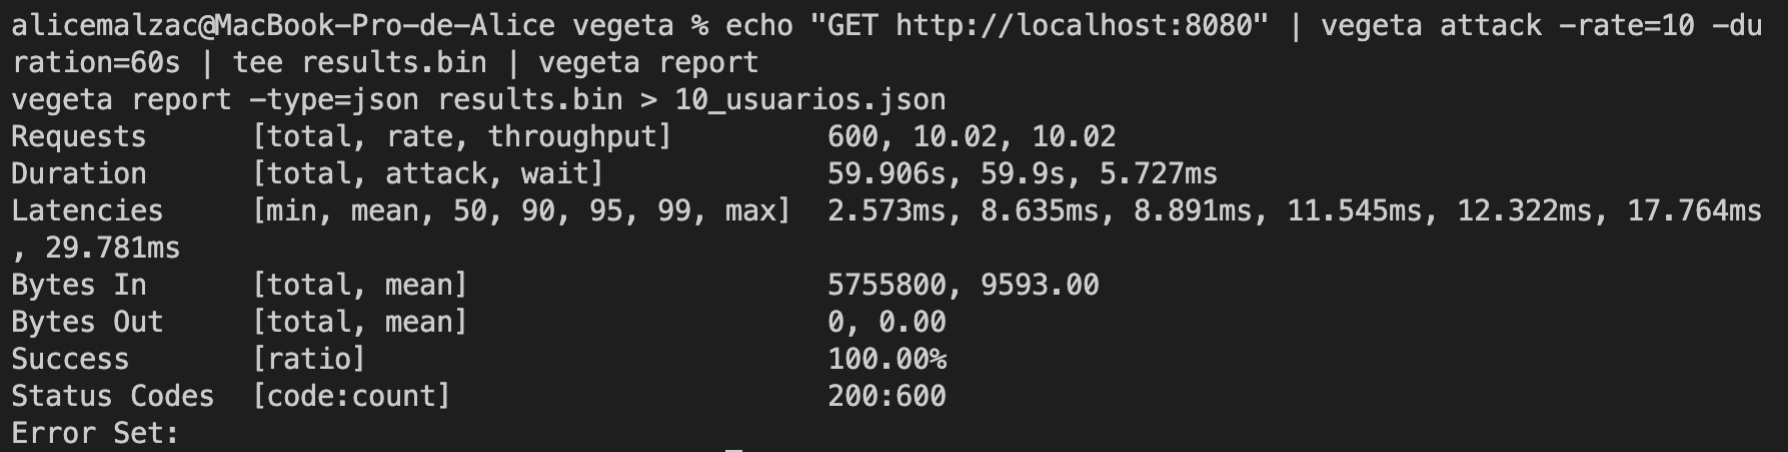 alicemalzac@MacBook-Pro-de-Alice vegeta % echo "GET http://localhost:8080" | vegeta attack -rate=10 -du
ration=60s | tee results.bin | vegeta report
vegeta report -type=json results.bin > 10_usuarios.json
Requests      [total, rate, throughput]         600, 10.02, 10.02
Duration      [total, attack, wait]             59.906s, 59.9s, 5.727ms
Latencies     [min, mean, 50, 90, 95, 99, max]  2.573ms, 8.635ms, 8.891ms, 11.545ms, 12.322ms, 17.764ms
, 29.781ms
Bytes In      [total, mean]                     5755800, 9593.00
Bytes Out     [total, mean]                     0, 0.00
Success       [ratio]                           100.00%
Status Codes  [code:count]                      200:600
Error Set: